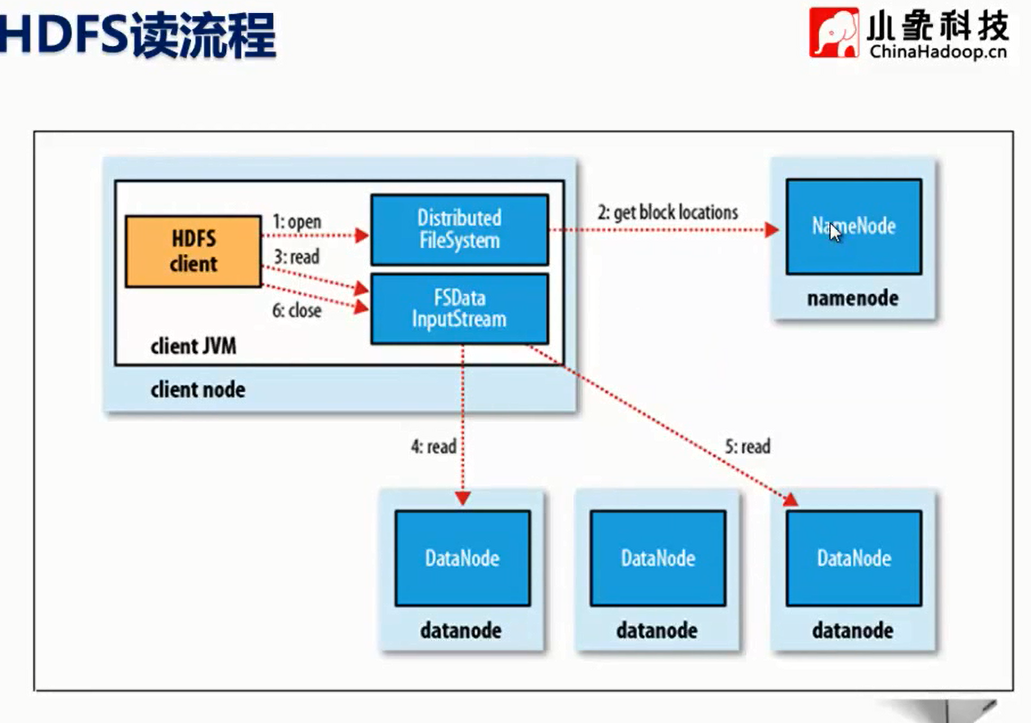 HDFS读流程
小象科技
ChinaHadoop.cn
HDFS
client
1: open
3: read
6: close
Distributed
FileSystem
FSData
InputStream
client JVM
client node
2: get block locations
NameNode
namenode
4: read
5: read
DataNode
datanode
DataNode
datanode
DataNode
datanode